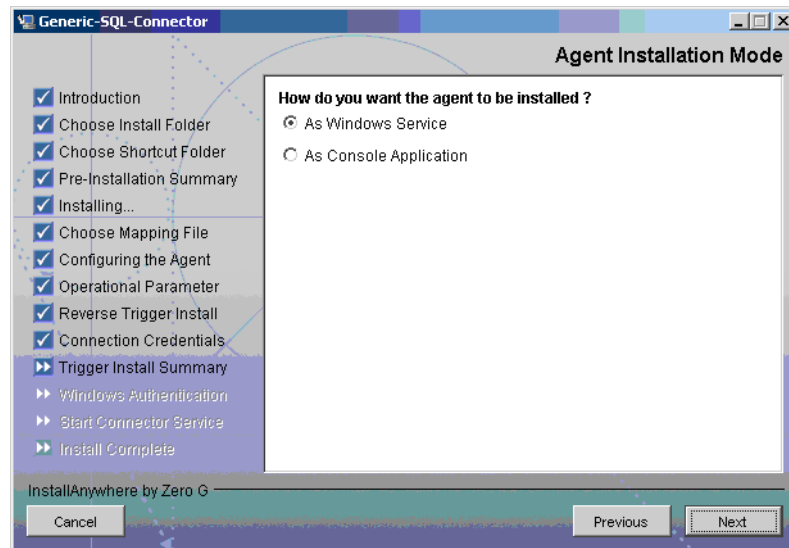 Generic-SQL-Connector
Agent Installation Mode
Introduction
Choose Install Folder
Choose Shortcut Folder
Pre-Installation Summary
Installing...
Choose Mapping File
Configuring the Agent
Operational Parameter
Reverse Trigger Install
Connection Credentials
Trigger Install Summary
Windows Authentication
Start Connector Service
Install Complete
How do you want the agent to be installed ?
As Windows Service
As Console Application
InstallAnywhere by Zero G
Cancel
Previous
Next